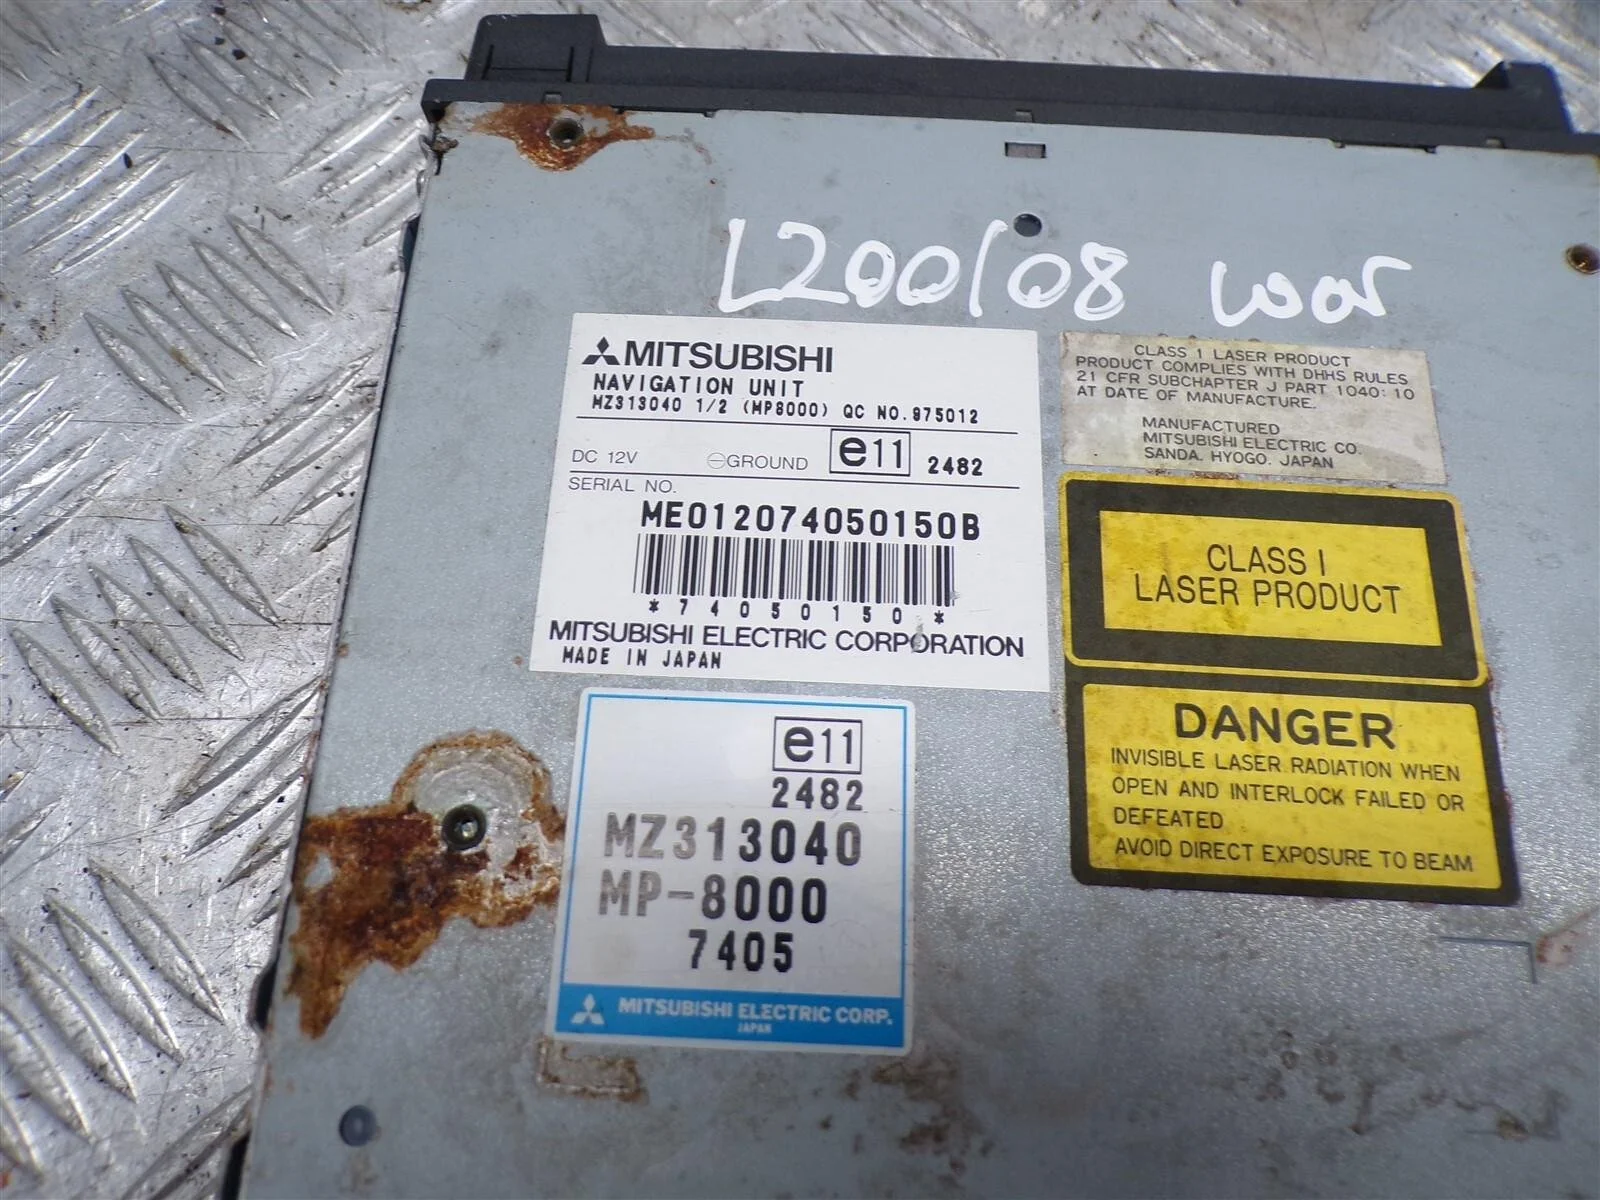 L200/08
MITSUBISHI
NAVIGATION UNIT
MZ313040 1/2 (MP8000) QC NO.975012
DC 12V GROUND e11 2482
SERIAL NO.
ME012074050150B
*74050150*
MITSUBISHI ELECTRIC CORPORATION
MADE IN JAPAN
CLASS 1 LASER PRODUCT
PRODUCT COMPLIES WITH DHHS RULES
21 CFR SUBCHAPTER J PART 1040:10
AT DATE OF MANUFACTURE.
MANUFACTURED
MITSUBISHI ELECTRIC CO.
SANDA. HYOGO. JAPAN
CLASS I
LASER PRODUCT
DANGER
INVISIBLE LASER RADIATION WHEN
OPEN AND INTERLOCK FAILED OR
DEFEATED
AVOID DIRECT EXPOSURE TO BEAM
e11
2482
MZ313040
MP-8000
7405
MITSUBISHI ELECTRIC CORP.
JAPAN